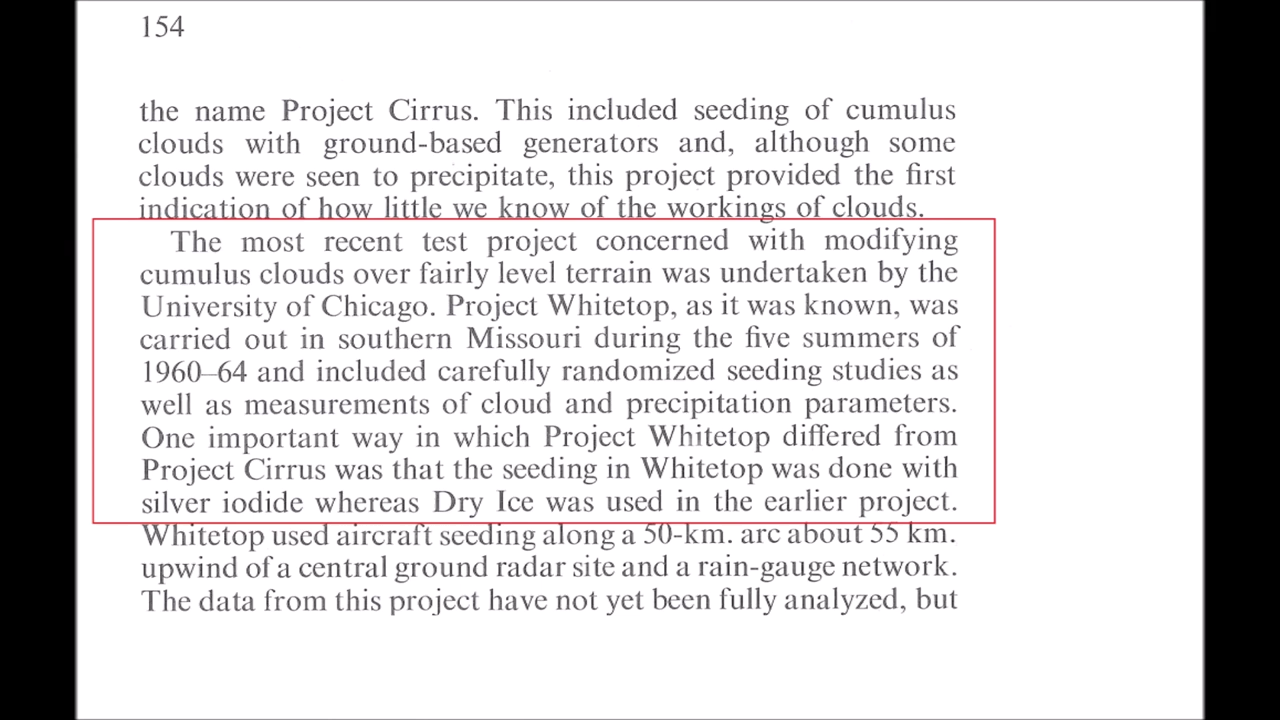 154
the name Project Cirrus. This included seeding of cumulus
clouds with ground-based generators and, although some
clouds were seen to precipitate, this project provided the first
indication of how little we know of the workings of clouds.
The most recent test project concerned with modifying
cumulus clouds over fairly level terrain was undertaken by the
University of Chicago. Project Whitetop, as it was known, was
carried out in southern Missouri during the five summers of
1960–64 and included carefully randomized seeding studies as
well as measurements of cloud and precipitation parameters.
One important way in which Project Whitetop differed from
Project Cirrus was that the seeding in Whitetop was done with
silver iodide whereas Dry Ice was used in the earlier project.
Whitetop used aircraft seeding along a 50-km. arc about 55 km.
upwind of a central ground radar site and a rain-gauge network.
The data from this project have not yet been fully analyzed, but